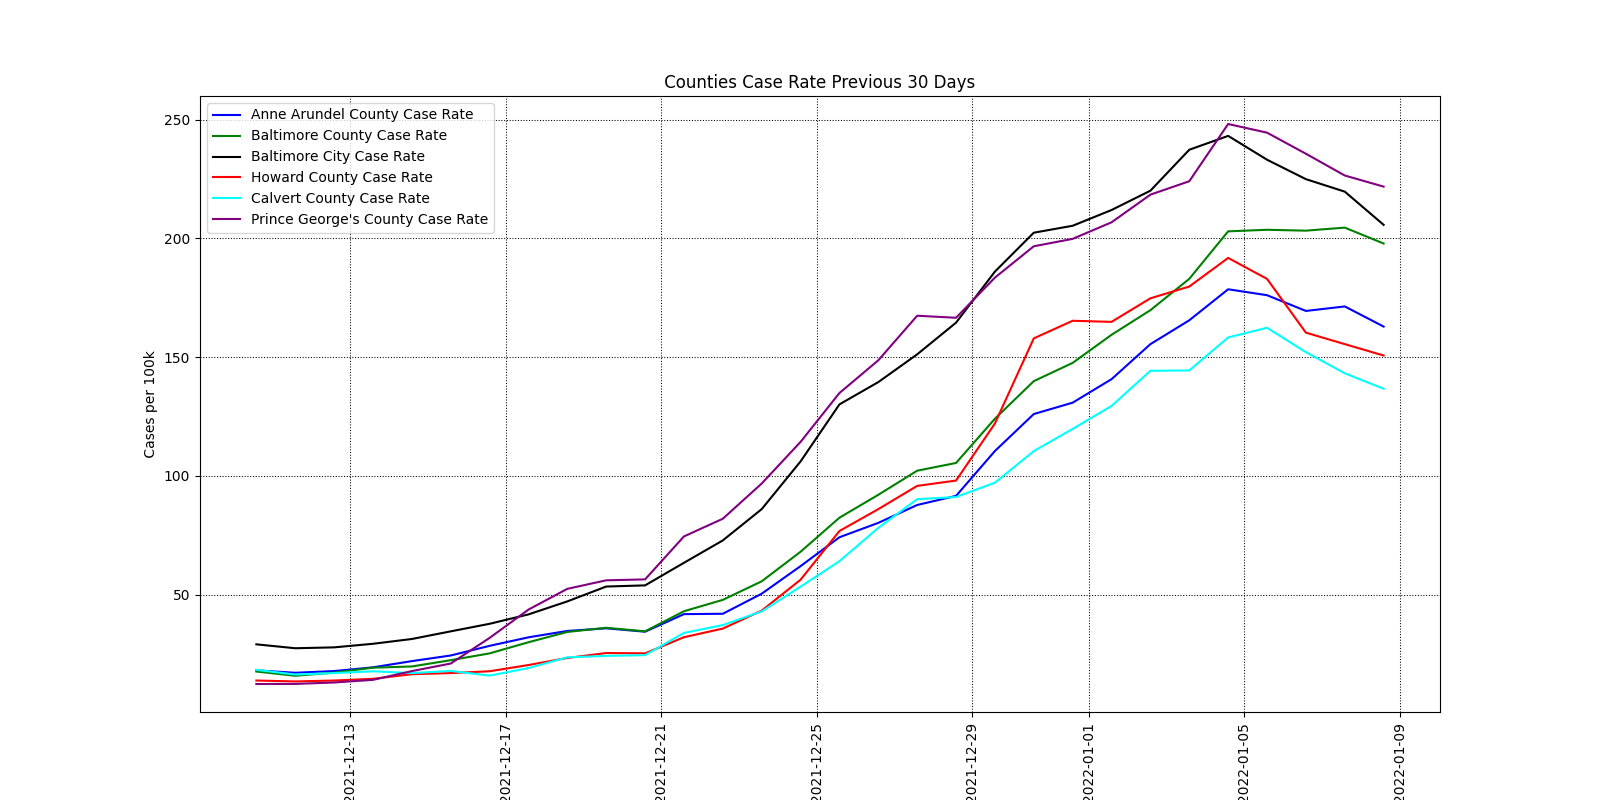 Counties Case Rate Previous 30 Days
Anne Arundel County Case Rate
Baltimore County Case Rate
Baltimore City Case Rate
Howard County Case Rate
Calvert County Case Rate
Prince George's County Case Rate
Cases per 100k
250
200
150
100
50
2021-12-13
2021-12-17
2021-12-21
2021-12-25
2021-12-29
2022-01-01
2022-01-05
2022-01-09